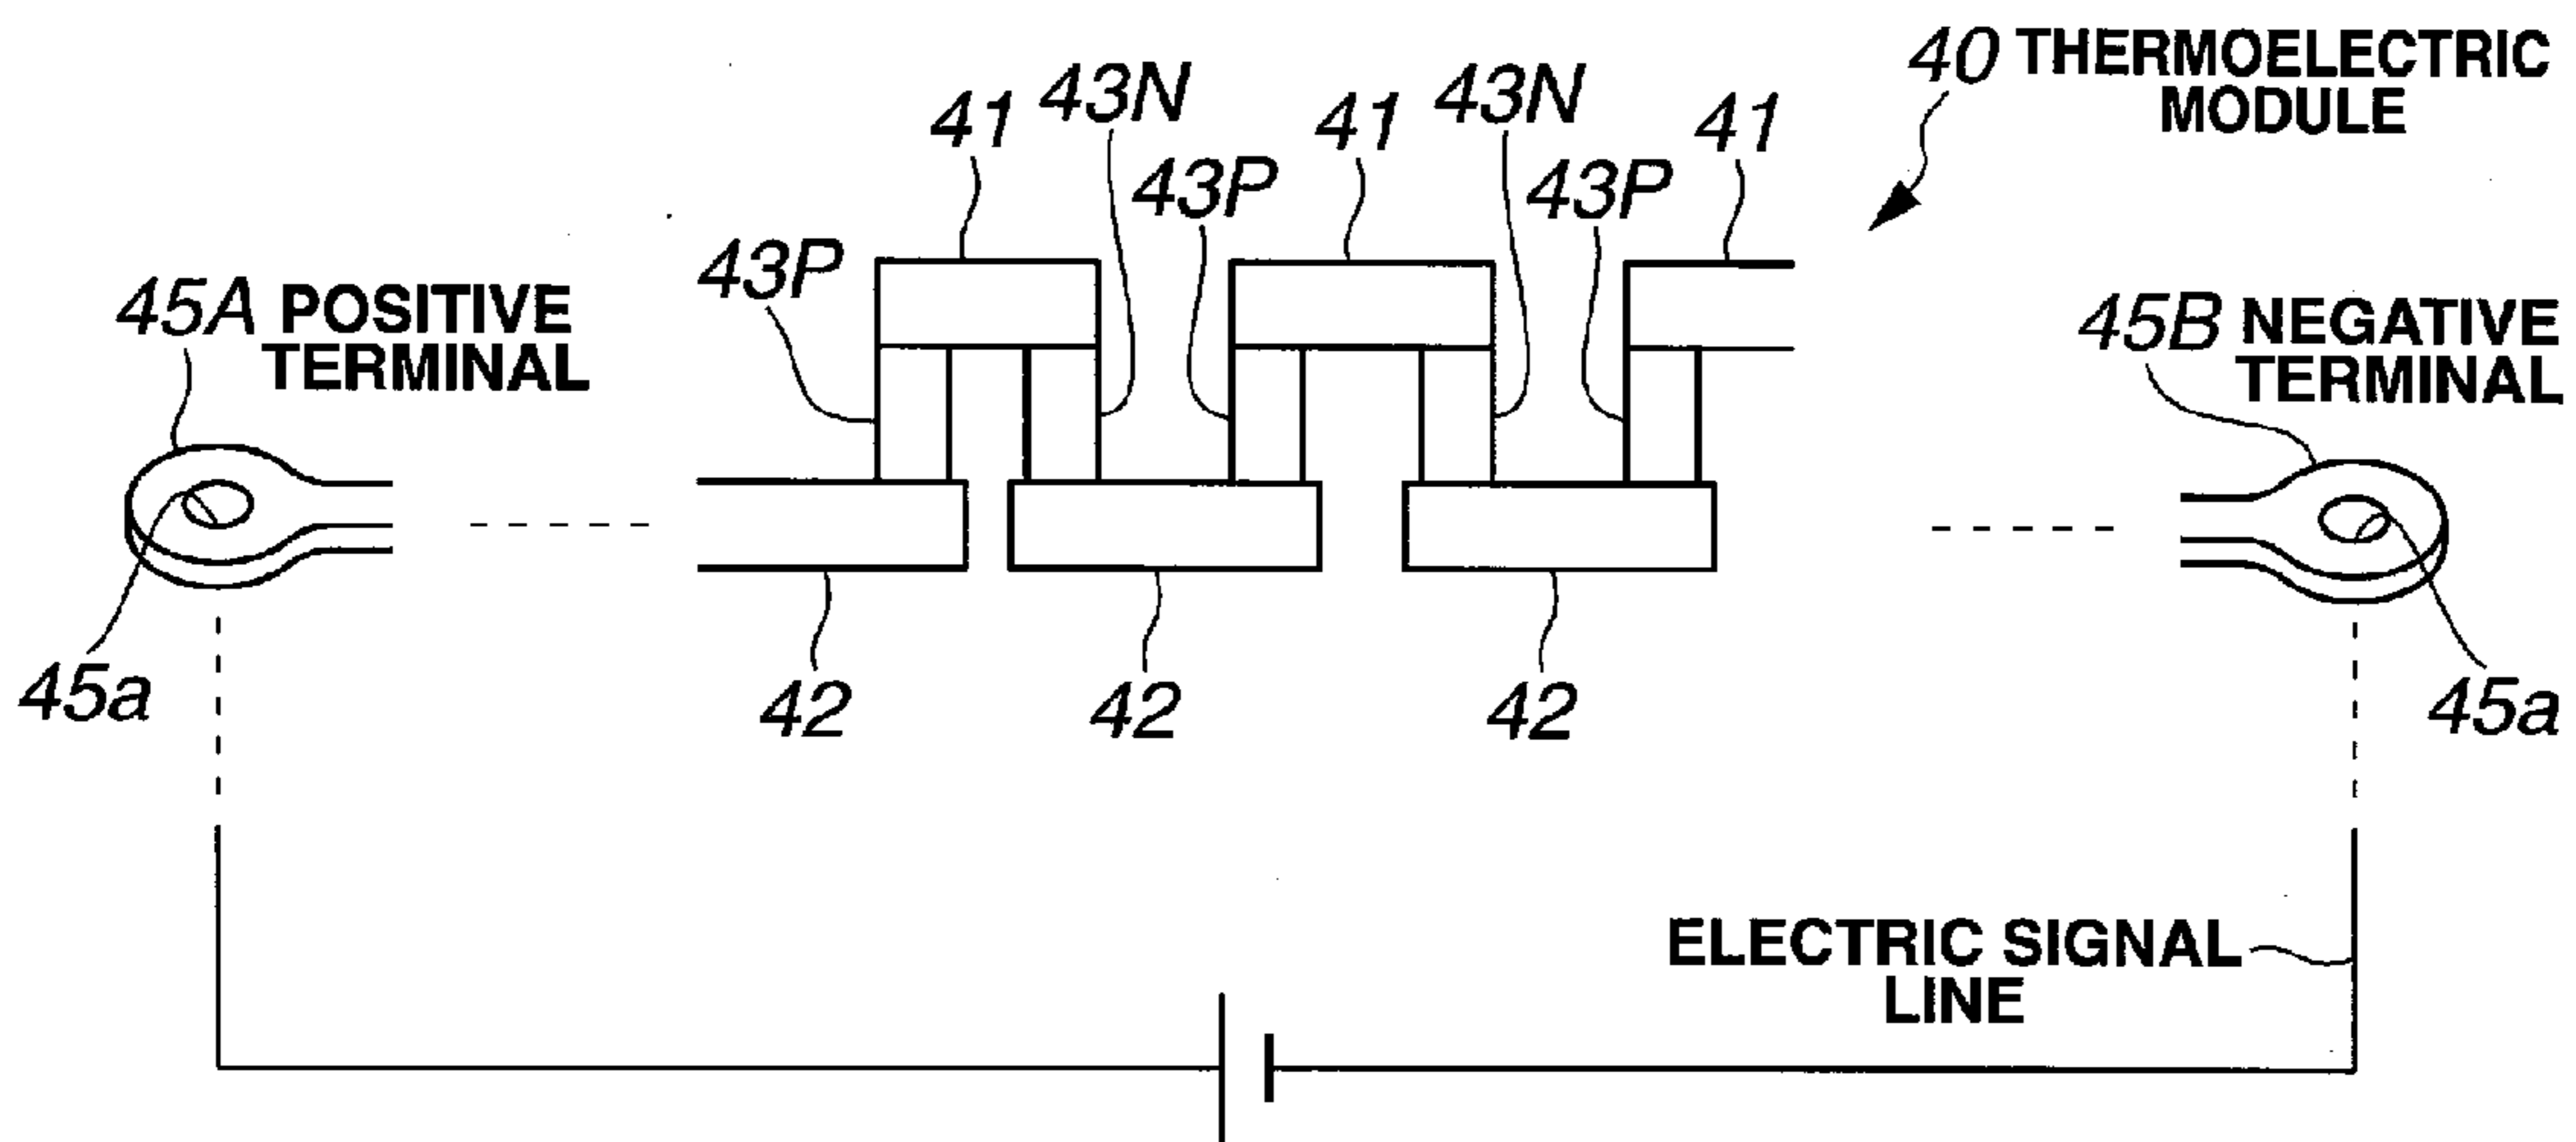 40 THERMOELECTRIC
MODULE
41 43N 41 43N 41
43P 43P
43P
45A POSITIVE
TERMINAL
45B NEGATIVE
TERMINAL
45a
42 42 42
45a
ELECTRIC SIGNAL
LINE